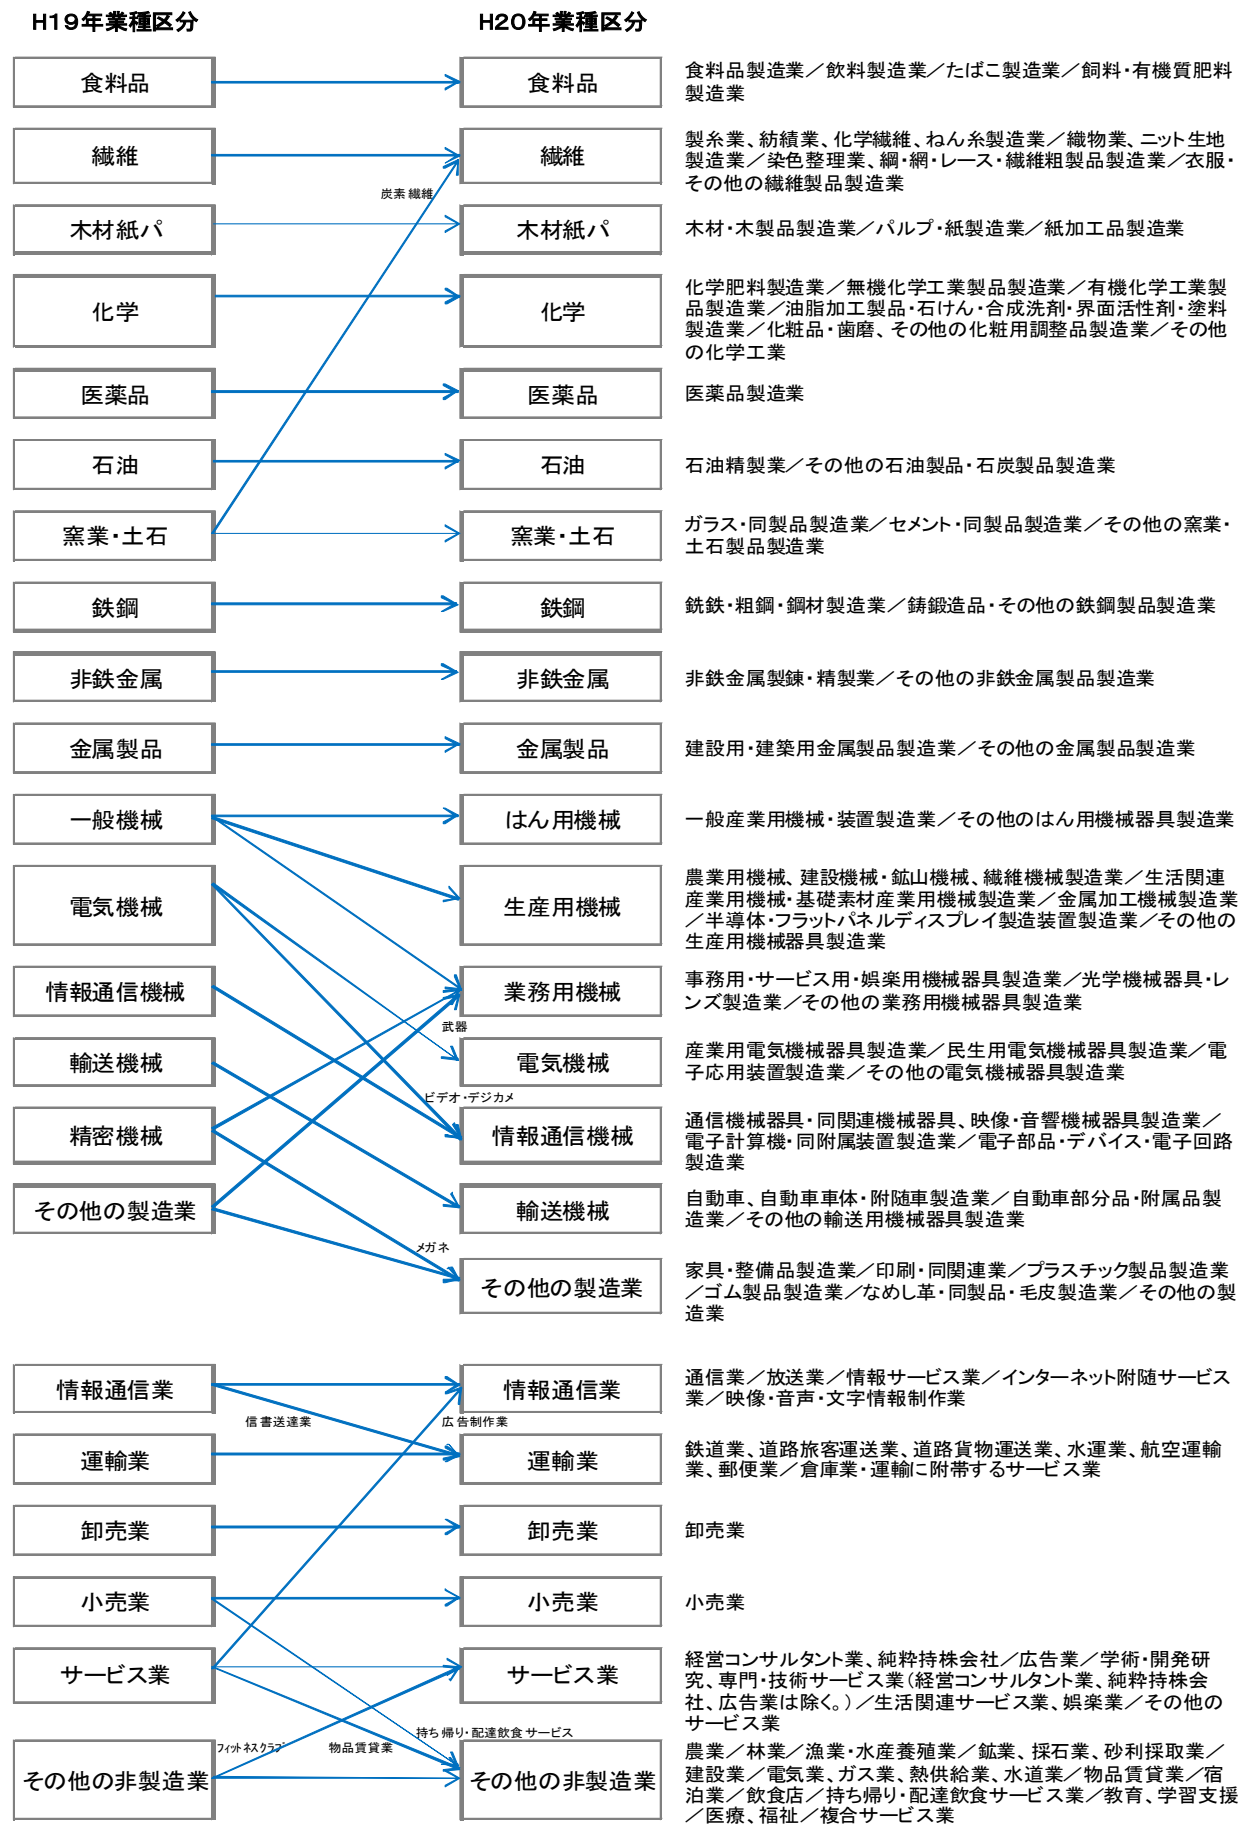 H19年業種区分
H20年業種区分
食料品
食料品
食料品製造業／飲料製造業／たばこ製造業／飼料・有機質肥料
製造業
繊維
繊維
製糸業、紡績業、化学繊維、ねん糸製造業／織物業、ニット生地
製造業／染色整理業、綱・網・レース・繊維粗製品製造業／衣服・
その他の繊維製品製造業
炭素繊維
木材紙パ
木材紙パ
木材・木製品製造業／パルプ・紙製造業／紙加工品製造業
化学
化学
化学肥料製造業／無機化学工業製品製造業／有機化学工業製
品製造業／油脂加工製品・石けん・合成洗剤・界面活性剤・塗料
製造業／化粧品・歯磨、その他の化粧用調整品製造業／その他
の化学工業
医薬品
医薬品
医薬品製造業
石油
石油
石油精製業／その他の石油製品・石炭製品製造業
窯業・土石
窯業・土石
ガラス・同製品製造業／セメント・同製品製造業／その他の窯業・
土石製品製造業
鉄鋼
鉄鋼
銑鉄・粗鋼・鋼材製造業／鋳鍛造品・その他の鉄鋼製品製造業
非鉄金属
非鉄金属
非鉄金属製錬・精製業／その他の非鉄金属製品製造業
金属製品
金属製品
建設用・建築用金属製品製造業／その他の金属製品製造業
一般機械
はん用機械
一般産業用機械・装置製造業／その他のはん用機械器具製造業
電気機械
生産用機械
農業用機械、建設機械・鉱山機械、繊維機械製造業／生活関連
産業用機械・基礎素材産業用機械製造業／金属加工機械製造業
／半導体・フラットパネルディスプレイ製造装置製造業／その他の
生産用機械器具製造業
情報通信機械
業務用機械
事務用・サービス用・娯楽用機械器具製造業／光学機械器具・レ
ンズ製造業／その他の業務用機械器具製造業
武器
輸送機械
電気機械
産業用電気機械器具製造業／民生用電気機械器具製造業／電
子応用装置製造業／その他の電気機械器具製造業
ビデオ・デジカメ
精密機械
情報通信機械
通信機械器具・同関連機械器具、映像・音響機械器具製造業／
電子計算機・同附属装置製造業／電子部品・デバイス・電子回路
製造業
その他の製造業
輸送機械
自動車、自動車車体・附随車製造業／自動車部分品・附属品製
造業／その他の輸送用機械器具製造業
メガネ
その他の製造業
家具・整備品製造業／印刷・同関連業／プラスチック製品製造業
／ゴム製品製造業／なめし革・同製品・毛皮製造業／その他の製
造業
情報通信業
情報通信業
通信業／放送業／情報サービス業／インターネット附随サービス
業／映像・音声・文字情報制作業
信書送達業
広告制作業
運輸業
運輸業
鉄道業、道路旅客運送業、道路貨物運送業、水運業、航空運輸
業、郵便業／倉庫業・運輸に附帯するサービス業
卸売業
卸売業
卸売業
小売業
小売業
小売業
サービス業
サービス業
経営コンサルタント業、純粋持株会社／広告業／学術・開発研
究、専門・技術サービス業（経営コンサルタント業、純粋持株会
社、広告業は除く。）／生活関連サービス業、娯楽業／その他の
サービス業
持ち帰り・配達飲食サービス
フィットネスクラブ
物品賃貸業
その他の非製造業
その他の非製造業
農業／林業／漁業・水産養殖業／鉱業、採石業、砂利採取業／
建設業／電気業、ガス業、熱供給業、水道業／物品賃貸業／宿
泊業／飲食店／持ち帰り・配達飲食サービス業／教育、学習支援
／医療、福祉／複合サービス業